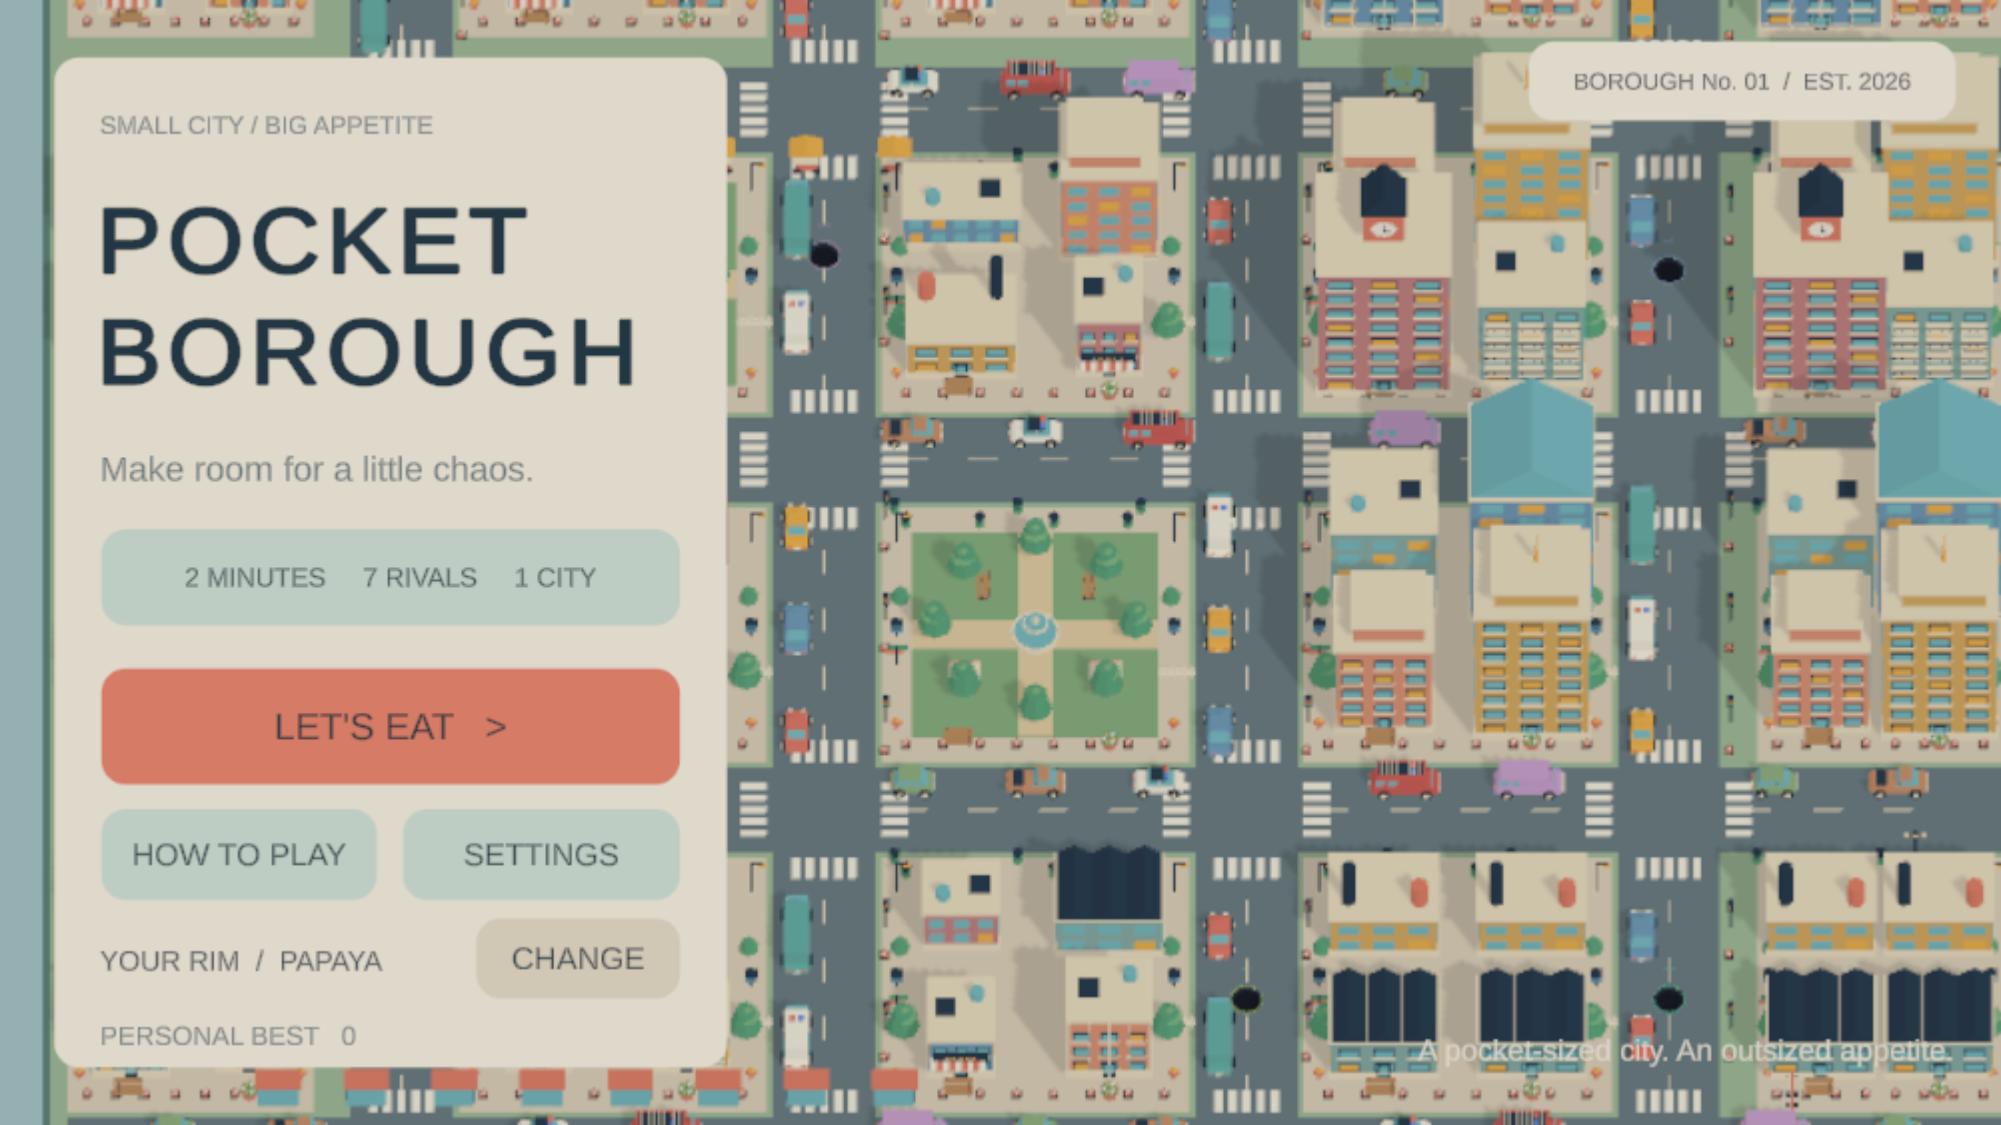 SMALL CITY / BIG APPETITE
BOROUGH No. 01 / EST. 2026
POCKET
BOROUGH
Make room for a little chaos.
2 MINUTES 7 RIVALS 1 CITY
LET'S EAT >
HOW TO PLAY
SETTINGS
YOUR RIM / PAPAYA
CHANGE
PERSONAL BEST 0
A pocket-sized city. An outsized appetite.